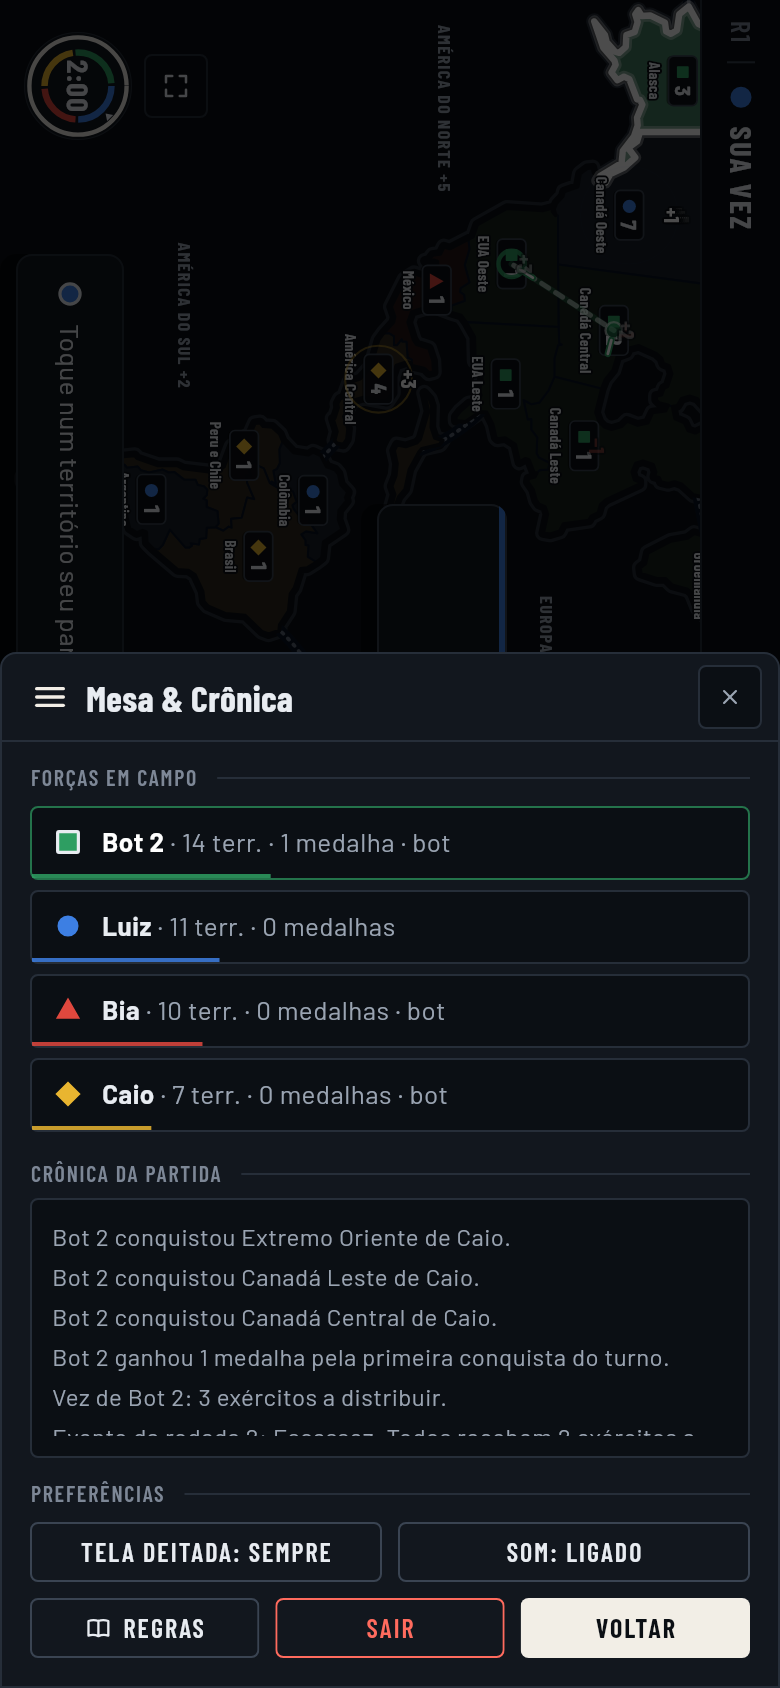 R1
SUA VEZ
2:00
AMÉRICA DO NORTE +5
Alasca
3
Canadá Oeste
7
+1
EUA Oeste
Canadá Central
+2
México
1
América Central
4
+3
EUA Leste
1
Canadá Leste
1
AMÉRICA DO SUL +2
Peru e Chile
1
Colômbia
1
Brasil
1
1
EUROPA
Toque num território seu
Mesa & Crônica
FORÇAS EM CAMPO
Bot 2 · 14 terr. · 1 medalha · bot
Luiz · 11 terr. · 0 medalhas
Bia · 10 terr. · 0 medalhas · bot
Caio · 7 terr. · 0 medalhas · bot
CRÔNICA DA PARTIDA
Bot 2 conquistou Extremo Oriente de Caio.
Bot 2 conquistou Canadá Leste de Caio.
Bot 2 conquistou Canadá Central de Caio.
Bot 2 ganhou 1 medalha pela primeira conquista do turno.
Vez de Bot 2: 3 exércitos a distribuir.
PREFERÊNCIAS
TELA DEITADA: SEMPRE
SOM: LIGADO
REGRAS
SAIR
VOLTAR